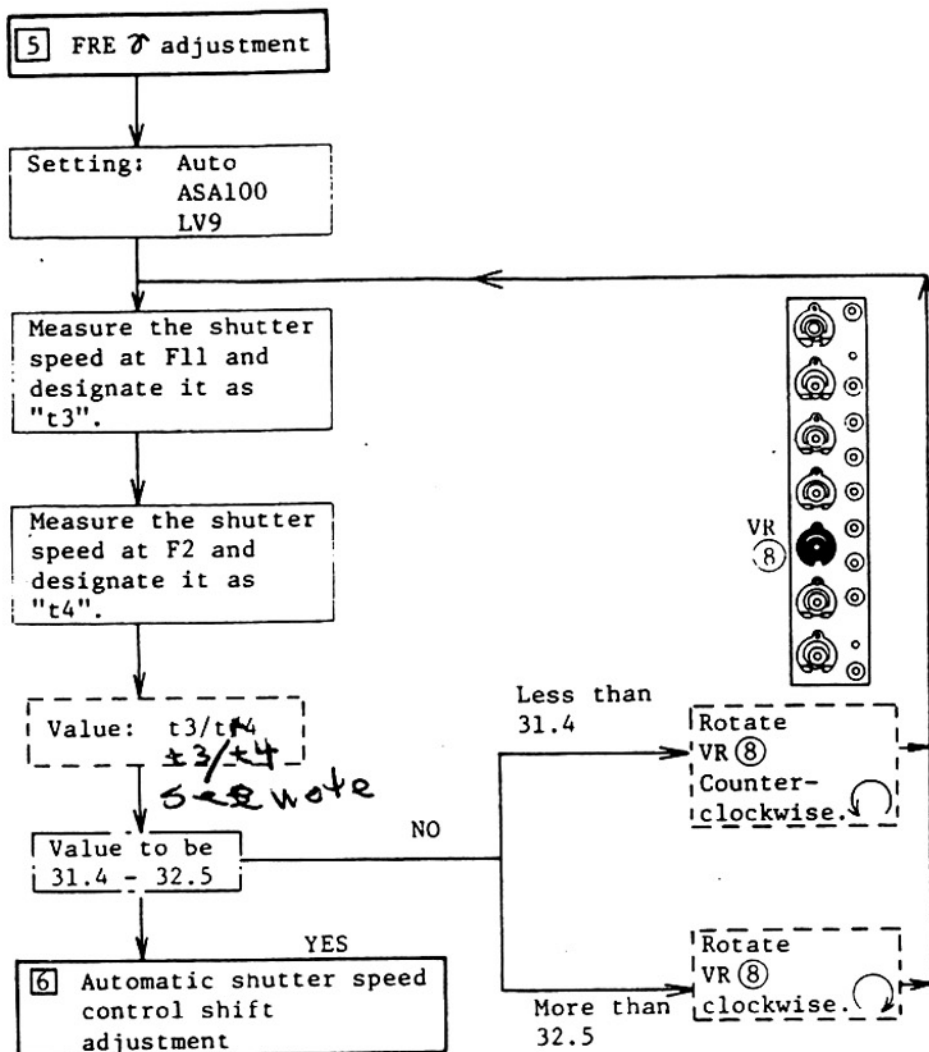 5 FRE γ adjustment
Setting: Auto
ASA100
LV9
Measure the shutter
speed at F11 and
designate it as
"t3".
Measure the shutter
speed at F2 and
designate it as
"t4".
Value: t3/t4
t3/t4
see note
Value to be
31.4 - 32.5
NO
YES
6 Automatic shutter speed
control shift
adjustment
VR
⑧
Less than
31.4
Rotate
VR ⑧
Counter-
clockwise.
More than
32.5
Rotate
VR ⑧
clockwise.